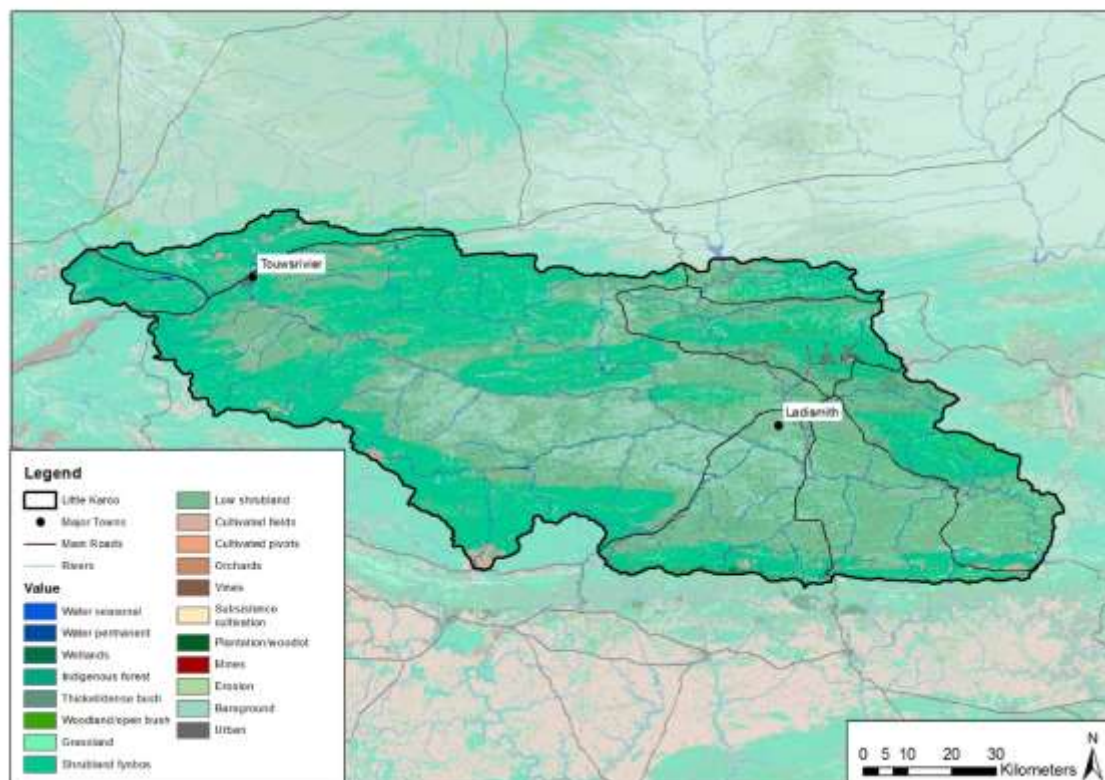 Touwsrivier
Ladismith
Legend
Little Karoo
Major Towns
Main Roads
Rivers
Value
Water seasonal
Water permanent
Wetlands
Indigenous forest
Thicket/dense bush
Woodland/open bush
Grassland
Shrubland fynbos
Low shrubland
Cultivated fields
Cultivated pivots
Orchards
Vines
Subsistence
cultivation
Plantation/woodlot
Mines
Erosion
Bareground
Urban
N
0 5 10 20 30
Kilometers